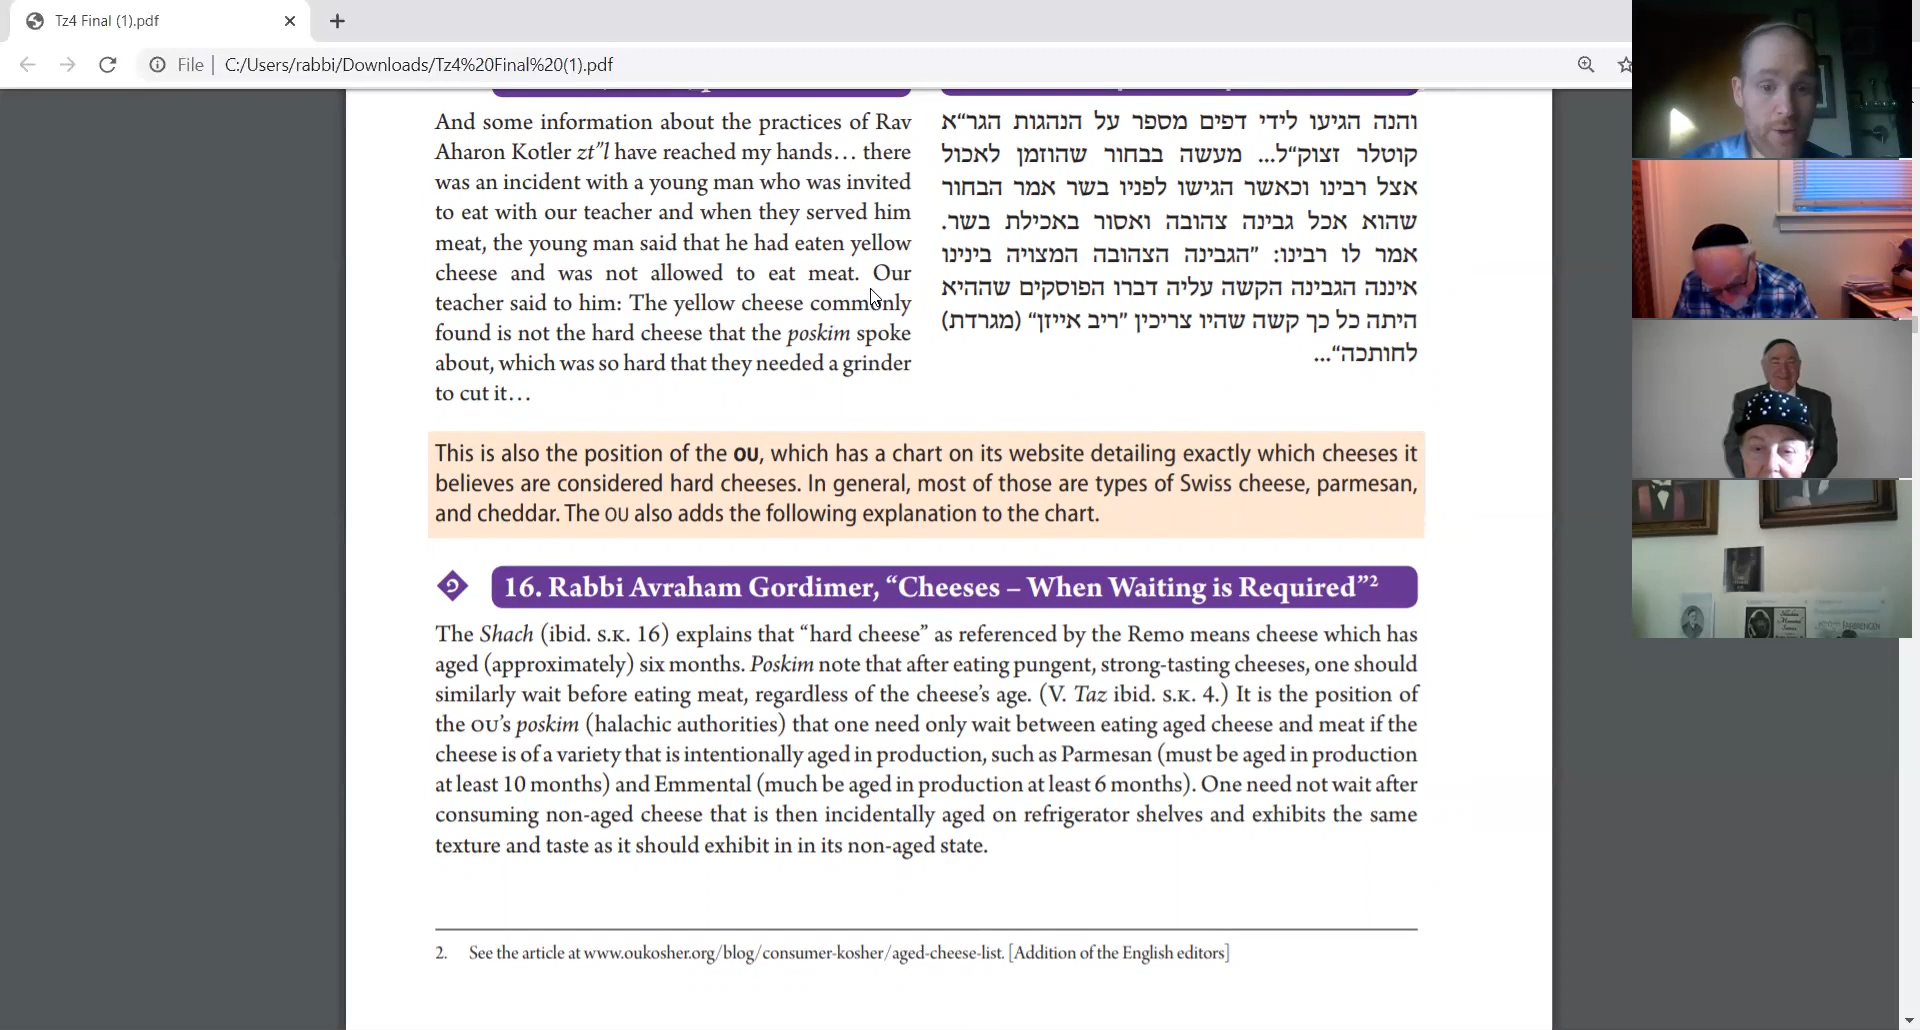 Tz4 Final (1).pdf
File
C:/Users/rabbi/Downloads/Tz4%20Final%20(1).pdf
And some information about the practices of Rav
Aharon Kotler zt"l have reached my hands… there
was an incident with a young man who was invited
to eat with our teacher and when they served him
meat, the young man said that he had eaten yellow
cheese and was not allowed to eat meat. Our
teacher said to him: The yellow cheese commonly
found is not the hard cheese that the poskim spoke
about, which was so hard that they needed a grinder
to cut it…
והנה הגיעו לידי דפים מספר על הנהגות הגר״א
קוטלר זצוק״ל... מעשה בבחור שהוזמן לאכול
אצל רבינו וכאשר הגישו לפניו בשר אמר הבחור
שהוא אכל גבינה צהובה ואסור באכילת בשר.
אמר לו רבינו: ״הגבינה הצהובה המצויה בינינו
איננה הגבינה הקשה עליה דברו הפוסקים שההיא
היתה כל כך קשה שהיו צריכין ״ריב אייזן״ (מגרדת)
לחותכה״...
This is also the position of the OU, which has a chart on its website detailing exactly which cheeses it
believes are considered hard cheeses. In general, most of those are types of Swiss cheese, parmesan,
and cheddar. The OU also adds the following explanation to the chart.
16. Rabbi Avraham Gordimer, “Cheeses – When Waiting is Required”²
The Shach (ibid. s.k. 16) explains that “hard cheese” as referenced by the Remo means cheese which has
aged (approximately) six months. Poskim note that after eating pungent, strong-tasting cheeses, one should
similarly wait before eating meat, regardless of the cheese’s age. (V. Taz ibid. s.k. 4.) It is the position of
the OU’s poskim (halachic authorities) that one need only wait between eating aged cheese and meat if the
cheese is of a variety that is intentionally aged in production, such as Parmesan (must be aged in production
at least 10 months) and Emmental (much be aged in production at least 6 months). One need not wait after
consuming non-aged cheese that is then incidentally aged on refrigerator shelves and exhibits the same
texture and taste as it should exhibit in in its non-aged state.
2. See the article at www.oukosher.org/blog/consumer-kosher/aged-cheese-list. [Addition of the English editors]